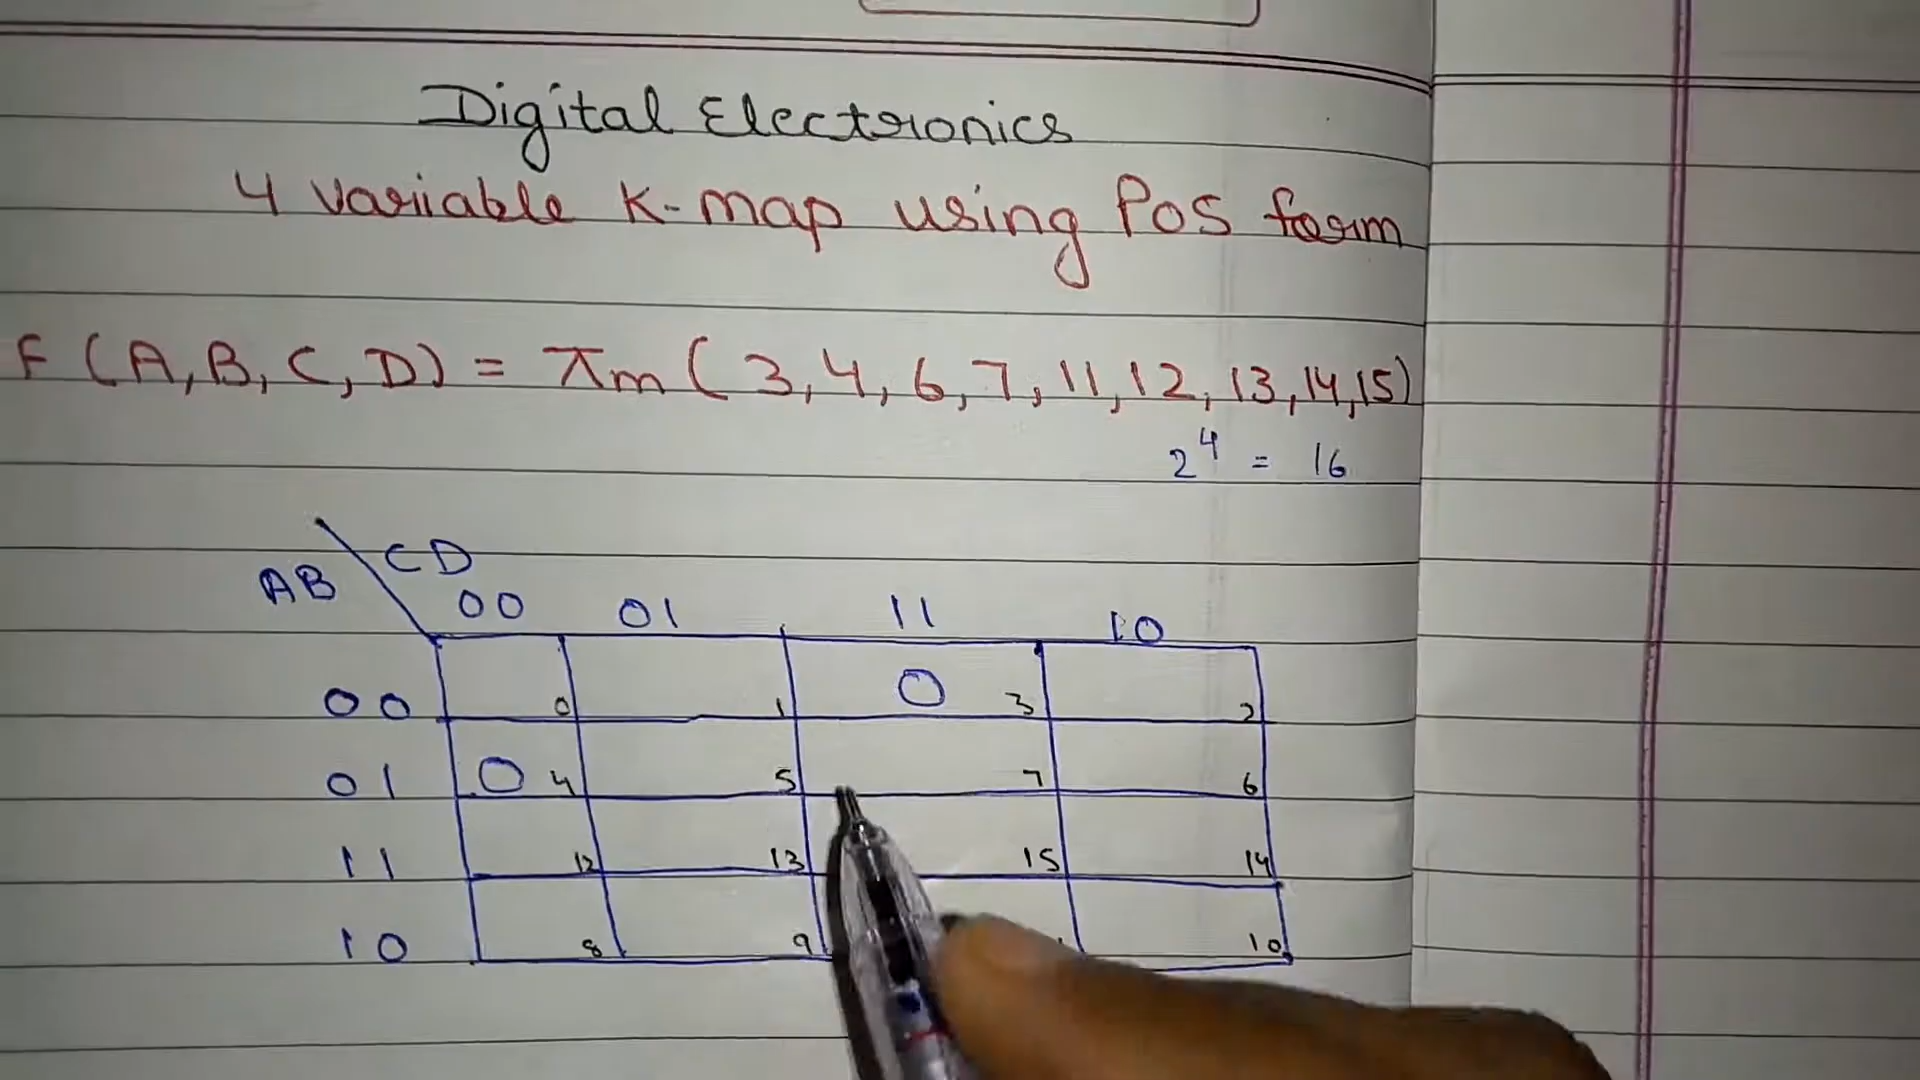 Digital Electronics
4 Variable K-map using POS form
F (A, B, C, D) = πm ( 3, 4, 6, 7, 11, 12, 13, 14, 15)
2^4 = 16
AB CD
00 01 11 10
00 0 1 0 3 2
01 0 4 5 7 6
11 12 13 15 14
10 8 9 10